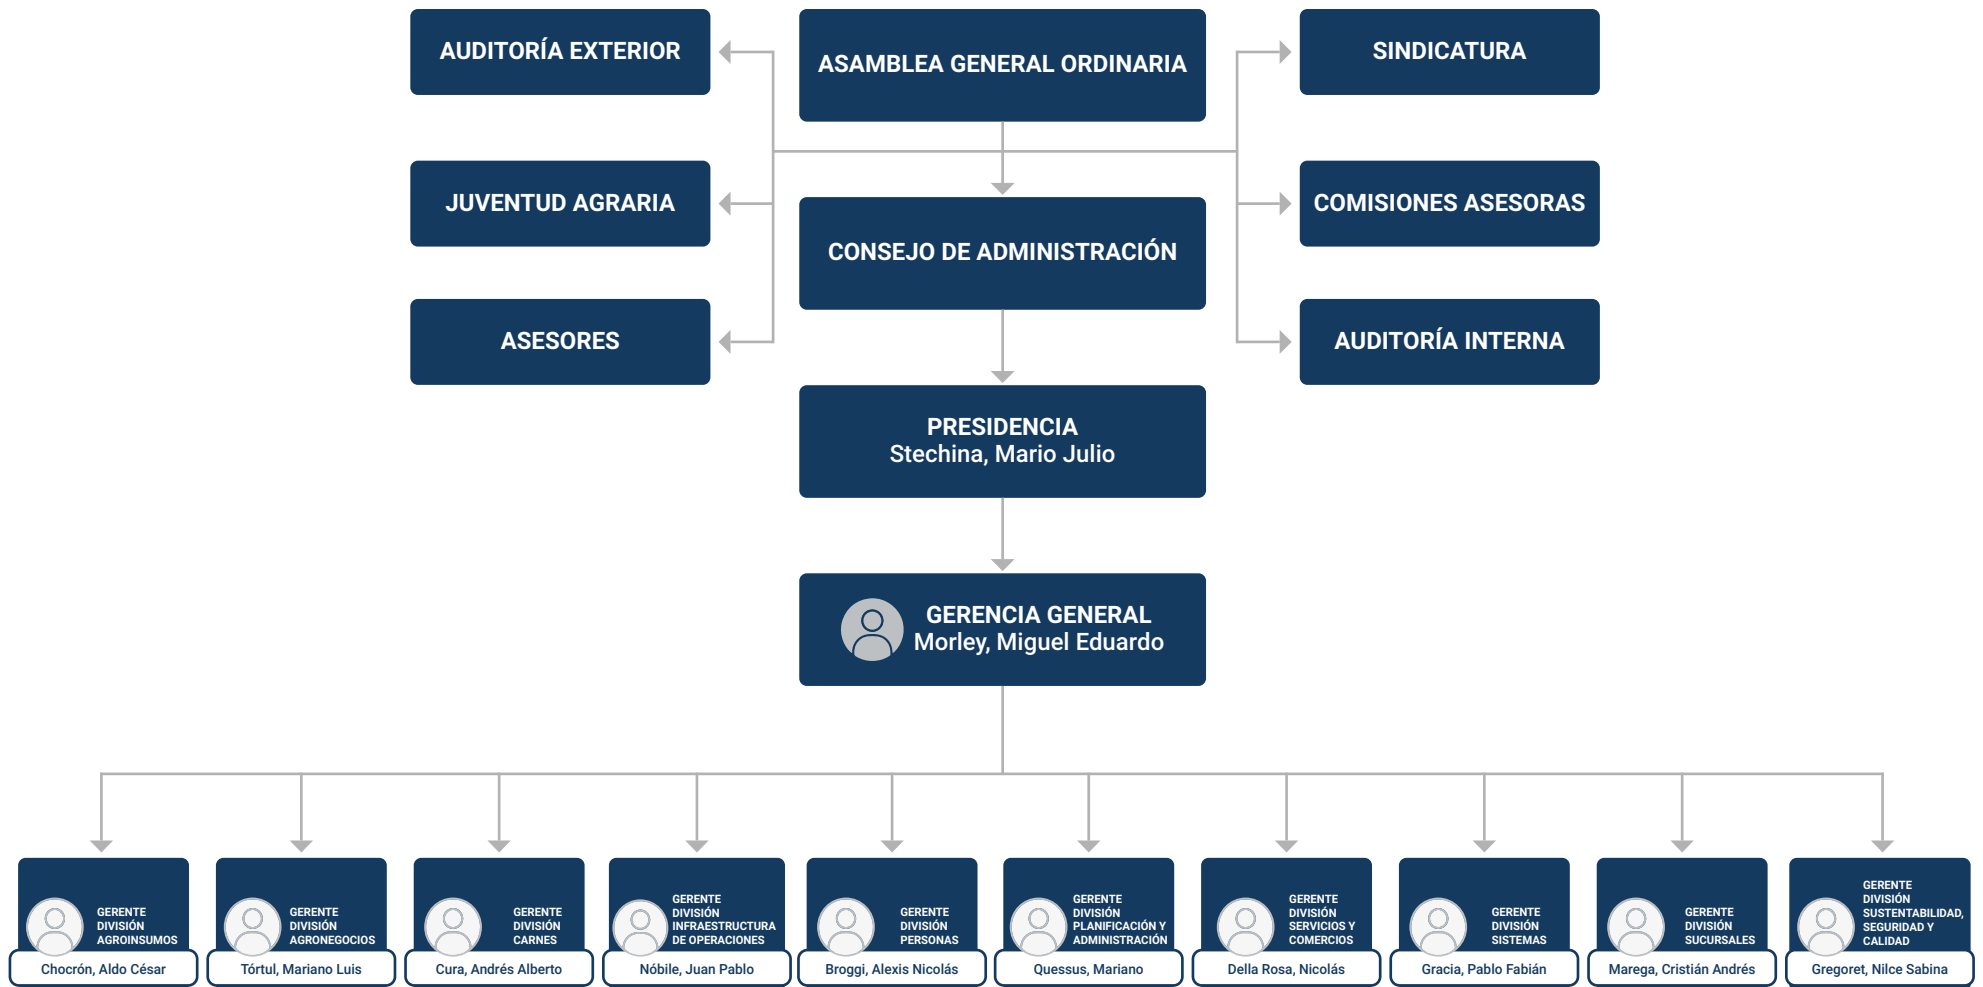 AUDITORÍA EXTERIOR
ASAMBLEA GENERAL ORDINARIA
SINDICATURA
JUVENTUD AGRARIA
COMISIONES ASESORAS
CONSEJO DE ADMINISTRACIÓN
ASESORES
AUDITORÍA INTERNA
PRESIDENCIA
Stechina, Mario Julio
GERENCIA GENERAL
Morley, Miguel Eduardo
GERENTE
DIVISIÓN
AGROINSUMOS
Chocrón, Aldo César
GERENTE
DIVISIÓN
AGRONEGOCIOS
Tórtul, Mariano Luis
GERENTE
DIVISIÓN
CARNES
Cura, Andrés Alberto
GERENTE
DIVISIÓN
INFRAESTRUCTURA
DE OPERACIONES
Nóbile, Juan Pablo
GERENTE
DIVISIÓN
PERSONAS
Broggi, Alexis Nicolás
GERENTE
DIVISIÓN
PLANIFICACIÓN Y
ADMINISTRACIÓN
Quessus, Mariano
GERENTE
DIVISIÓN
SERVICIOS Y
COMERCIOS
Della Rosa, Nicolás
GERENTE
DIVISIÓN
SISTEMAS
Gracia, Pablo Fabián
GERENTE
DIVISIÓN
SUCURSALES
Marega, Cristián Andrés
GERENTE
DIVISIÓN
SUSTENTABILIDAD,
SEGURIDAD Y
CALIDAD
Gregoret, Nilce Sabina